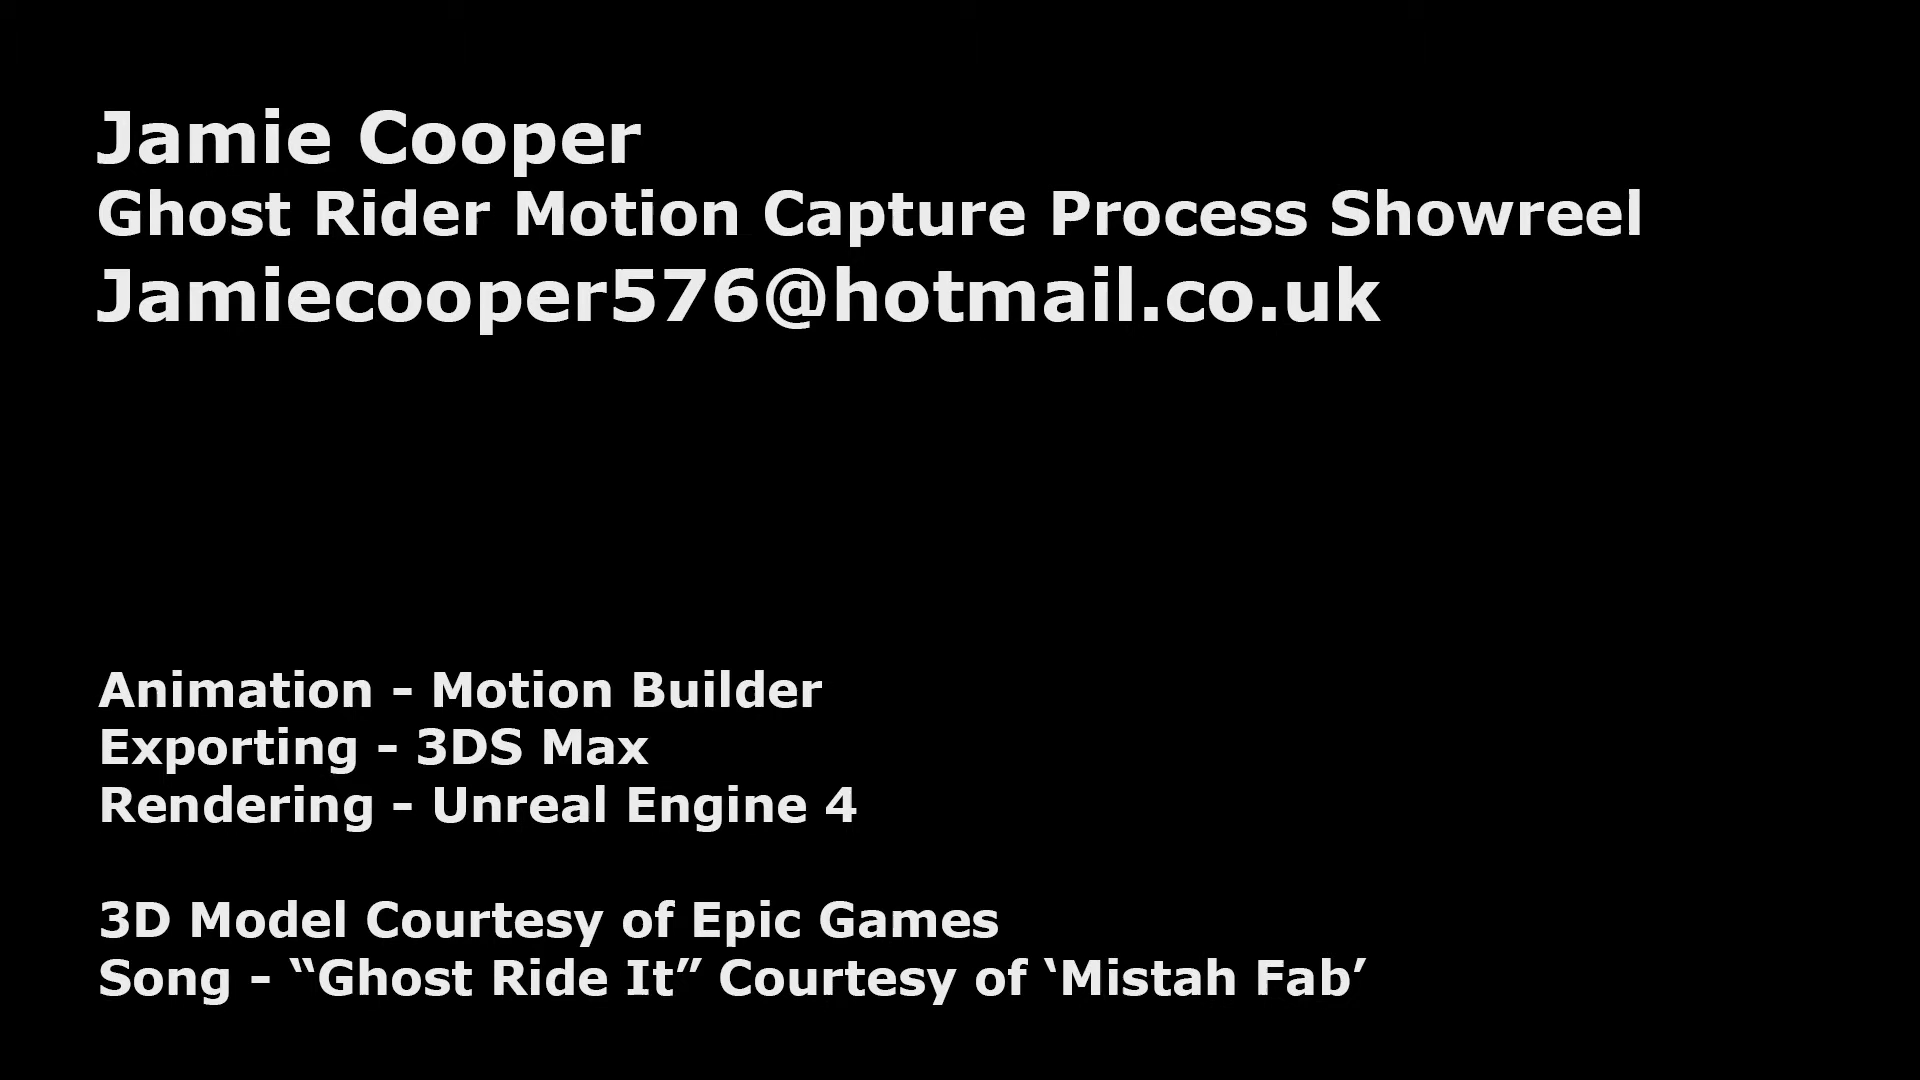 Jamie Cooper
Ghost Rider Motion Capture Process Showreel
Jamiecooper576@hotmail.co.uk
Animation - Motion Builder
Exporting - 3DS Max
Rendering - Unreal Engine 4
3D Model Courtesy of Epic Games
Song - “Ghost Ride It” Courtesy of ‘Mistah Fab’